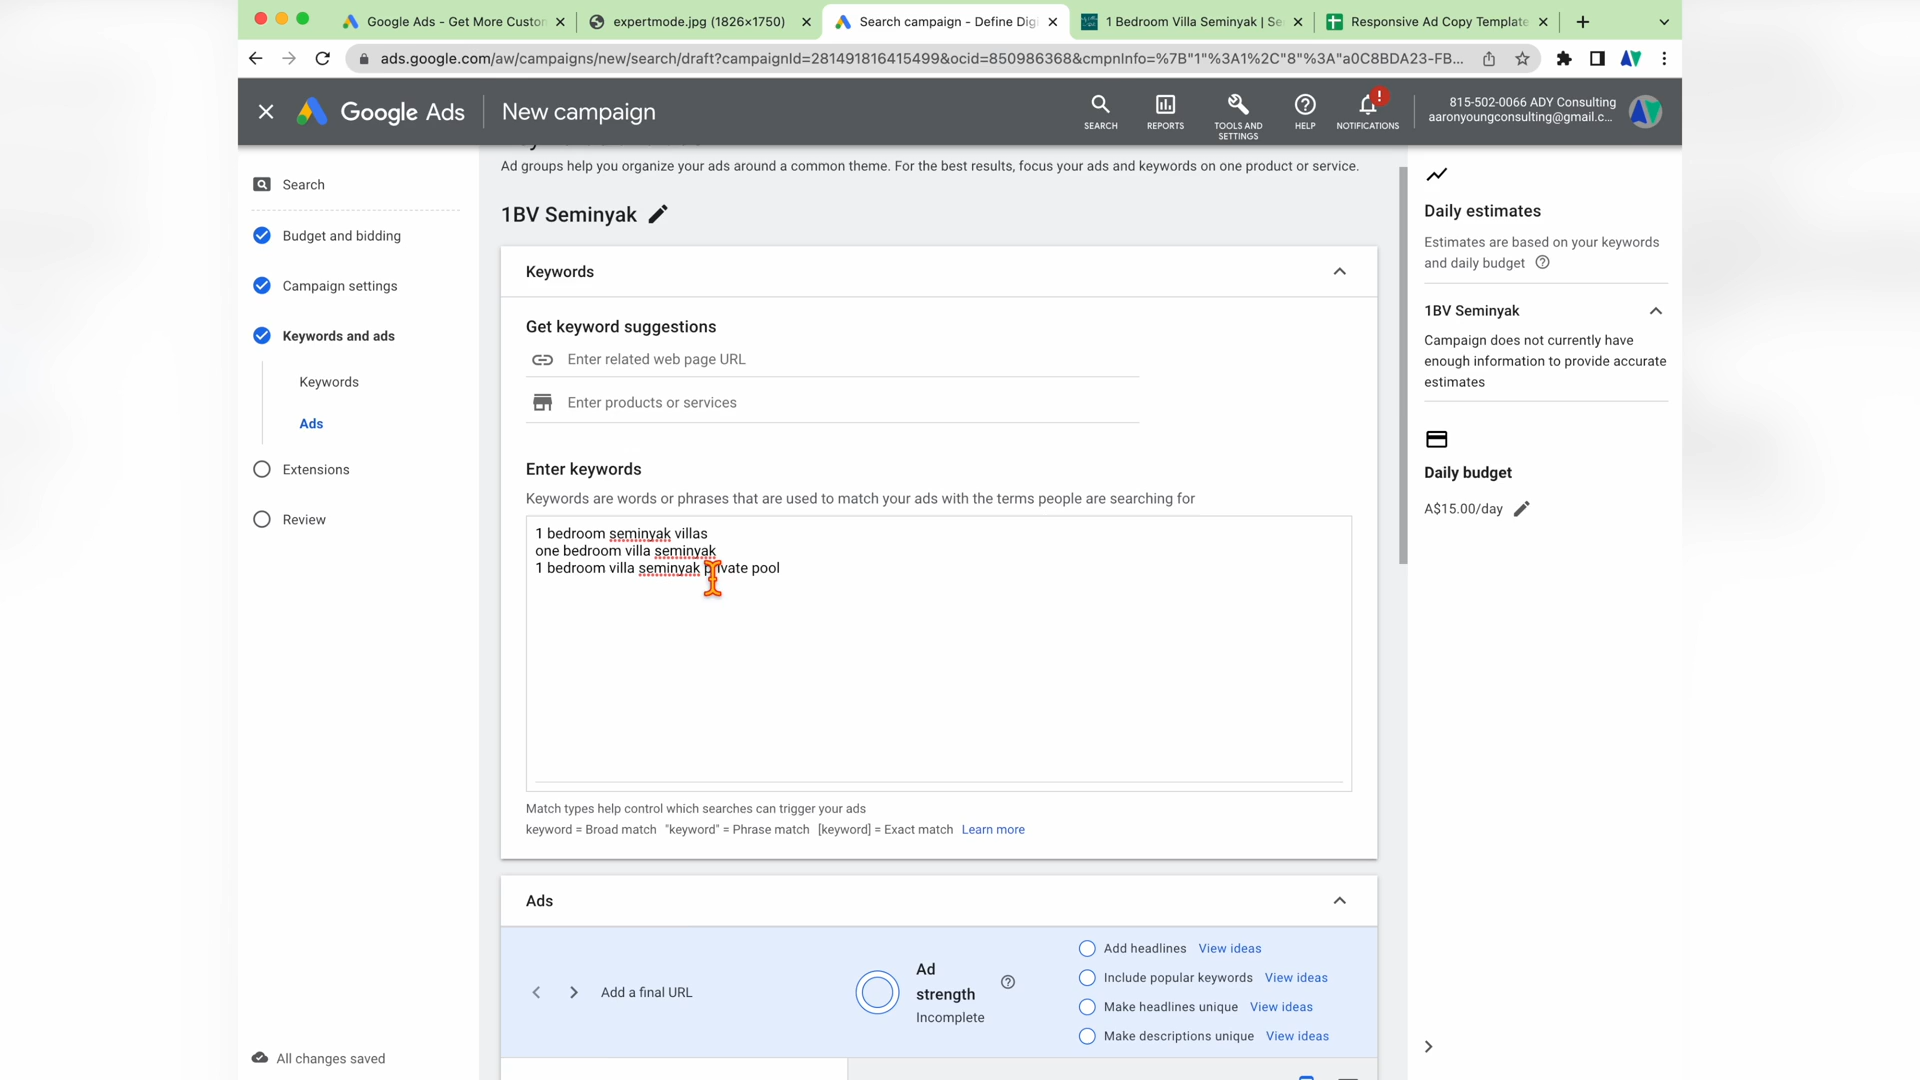 Google Ads - Get More Custon
expertmode.jpg (1826×1750)
Search campaign - Define Dig
1 Bedroom Villa Seminyak | Se
Responsive Ad Copy Template
ads.google.com/aw/campaigns/new/search/draft?campaignId=281491816415499&ocid=850986368&cmpnInfo=%7B"1"%3A1%2C"8"%3A"a0C8BDA23-FB...
Google Ads
New campaign
SEARCH
REPORTS
TOOLS AND SETTINGS
HELP
NOTIFICATIONS
815-502-0066 ADY Consulting
aaronyoungconsulting@gmail.c...
Search
Budget and bidding
Campaign settings
Keywords and ads
Keywords
Ads
Extensions
Review
All changes saved
Ad groups help you organize your ads around a common theme. For the best results, focus your ads and keywords on one product or service.
1BV Seminyak
Keywords
Get keyword suggestions
Enter related web page URL
Enter products or services
Enter keywords
Keywords are words or phrases that are used to match your ads with the terms people are searching for
1 bedroom seminyak villas
one bedroom villa seminyak
1 bedroom villa seminyak private pool
Match types help control which searches can trigger your ads
keyword = Broad match "keyword" = Phrase match [keyword] = Exact match Learn more
Ads
Add a final URL
Ad
strength
Incomplete
Add headlines View ideas
Include popular keywords View ideas
Make headlines unique View ideas
Make descriptions unique View ideas
Daily estimates
Estimates are based on your keywords
and daily budget
1BV Seminyak
Campaign does not currently have
enough information to provide accurate
estimates
Daily budget
A$15.00/day